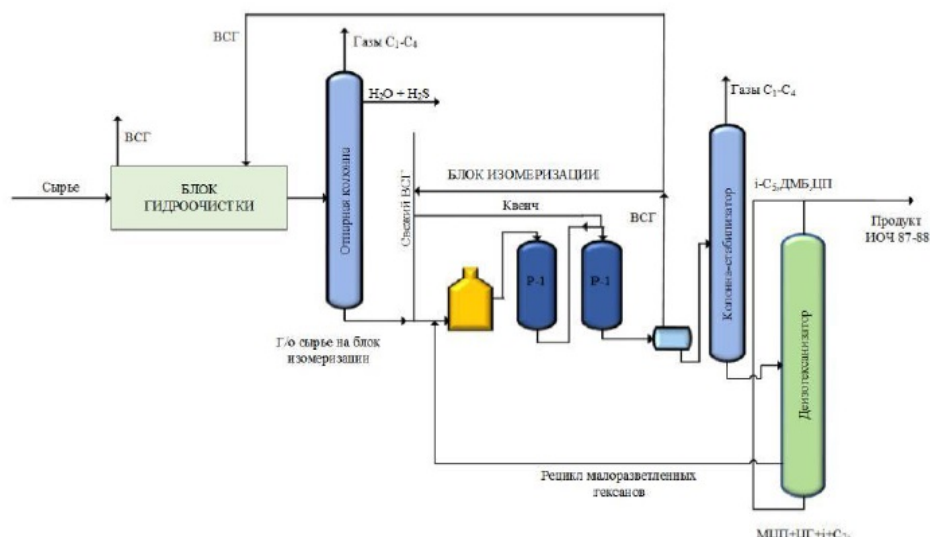 ВСГ
Газы C₁-C₄
H₂O + H₂S
ВСГ
Газы C₁-C₄
Сырье
БЛОК
ГИДРООЧИСТКИ
Отпарная колонна
Свежий ВСГ
БЛОК ИЗОМЕРИЗАЦИИ
Квенч
ВСГ
Р-1
Р-1
Колонна-стабилизатор
i-C₅,ДМБ,ЦП
Продукт
ИОЧ 87-88
Г/о сырье на блок
изомеризации
Деизогексанизатор
Рецикл малоразветленных
гексанов